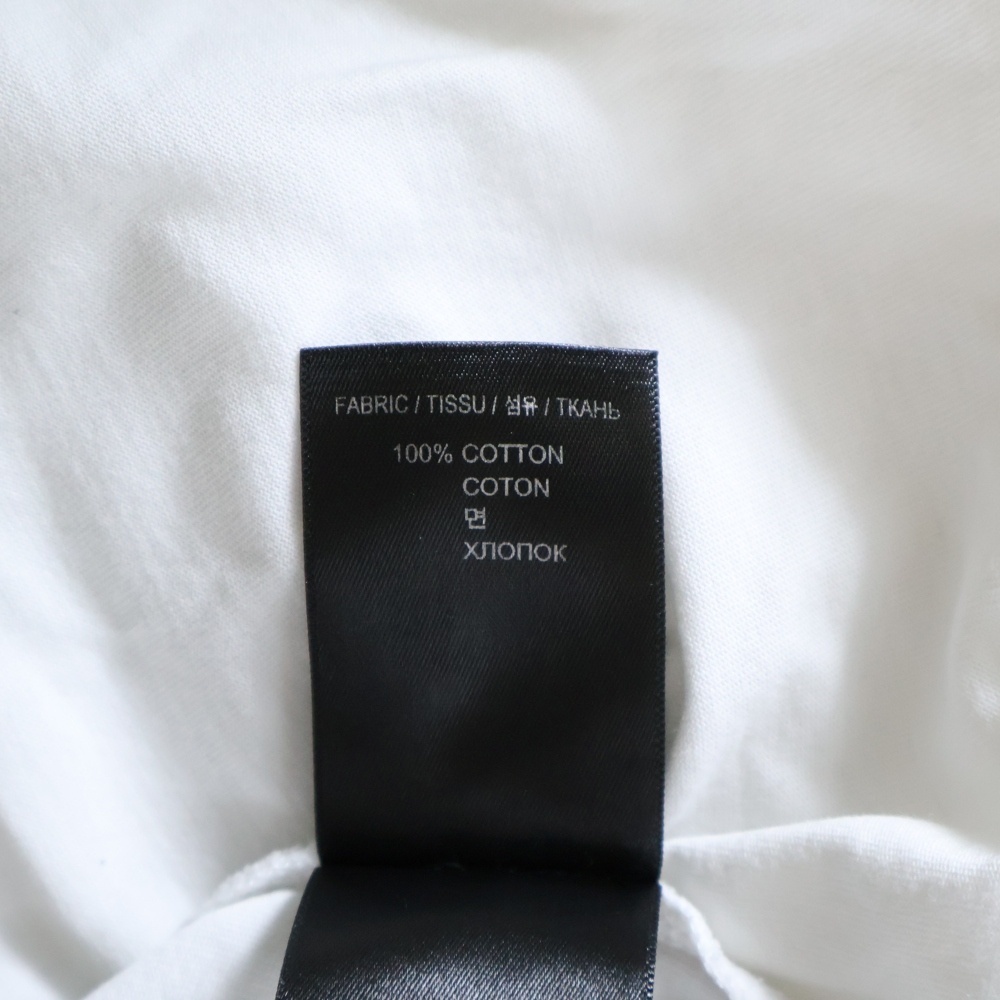 FABRIC / TISSU / 섬유 / ТКАНЬ
100% COTTON
COTON
면
ХЛОПОК